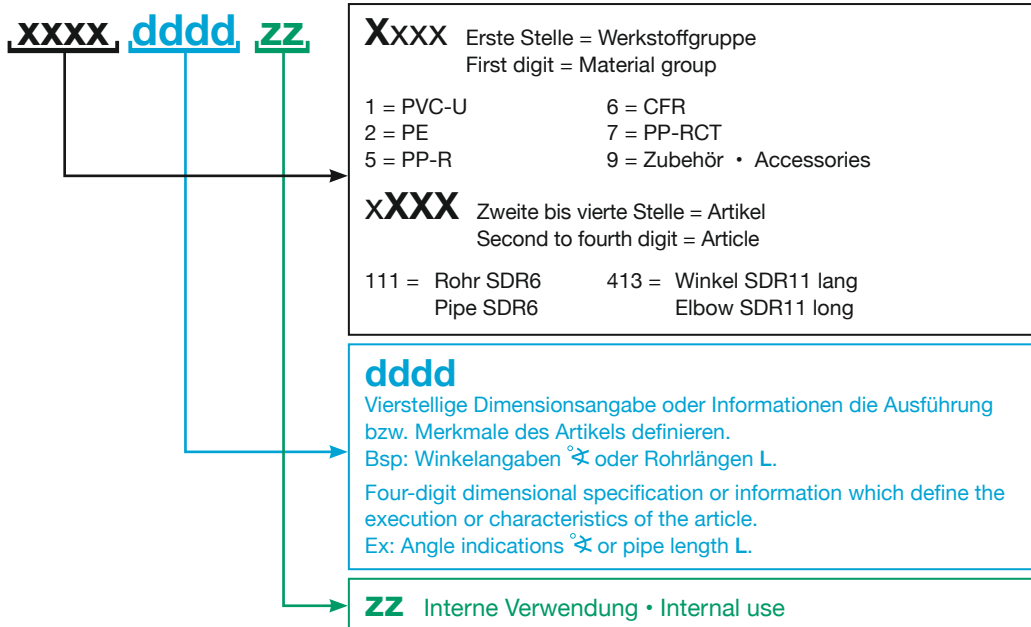 xxxx dddd zz
Xxxx Erste Stelle = Werkstoffgruppe
First digit = Material group
1 = PVC-U 6 = CFR
2 = PE 7 = PP-RCT
5 = PP-R 9 = Zubehör • Accessories
xXXX Zweite bis vierte Stelle = Artikel
Second to fourth digit = Article
111 = Rohr SDR6 413 = Winkel SDR11 lang
Pipe SDR6 Elbow SDR11 long
dddd
Vierstellige Dimensionsangabe oder Informationen die Ausführung
bzw. Merkmale des Artikels definieren.
Bsp: Winkelangaben °∢ oder Rohrlängen L.
Four-digit dimensional specification or information which define the
execution or characteristics of the article.
Ex: Angle indications °∢ or pipe length L.
zz Interne Verwendung • Internal use